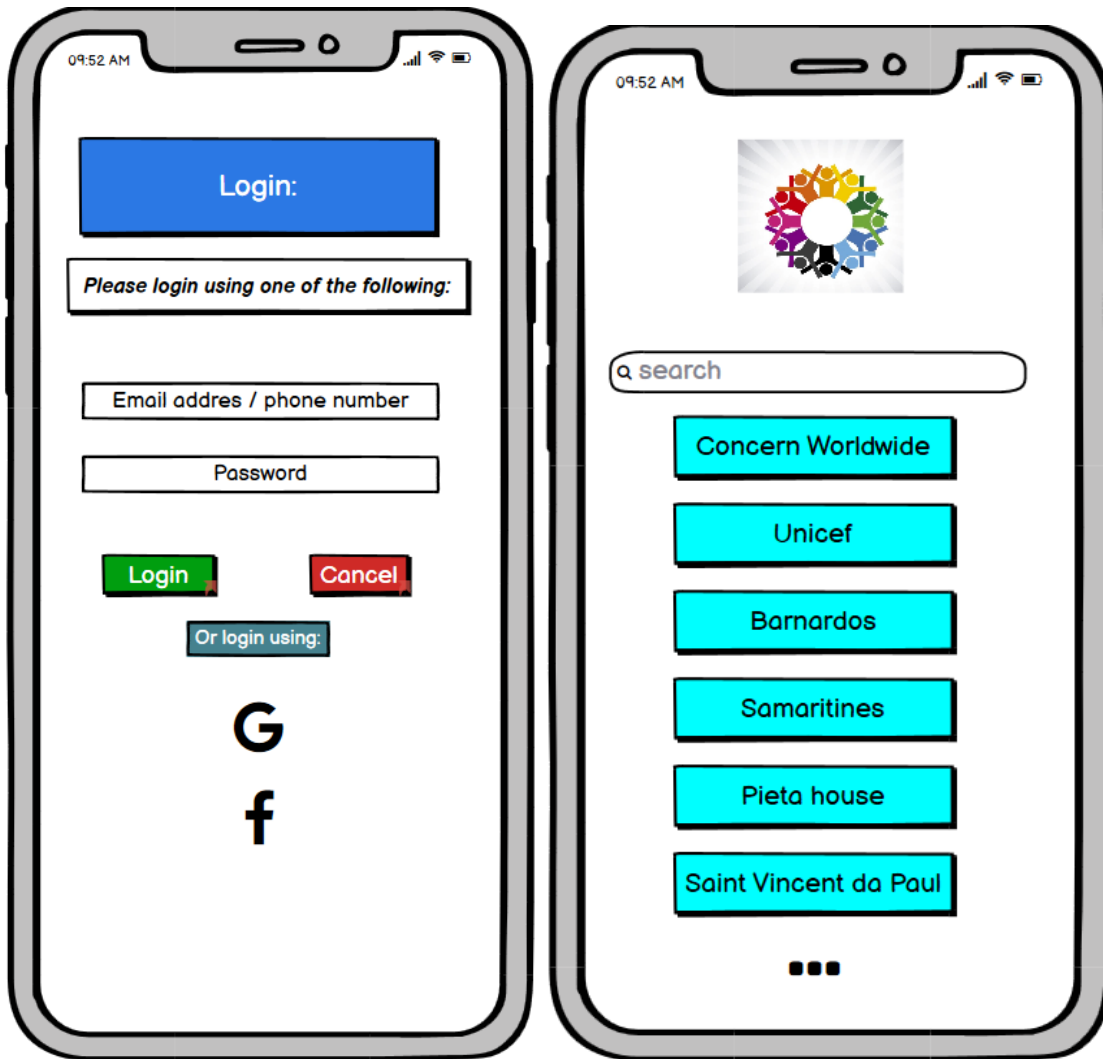 09:52 AM
Login:
Please login using one of the following:
Email addres / phone number
Password
Login
Cancel
Or login using:
G
f
09:52 AM
search
Concern Worldwide
Unicef
Barnardos
Samaritines
Pieta house
Saint Vincent da Paul